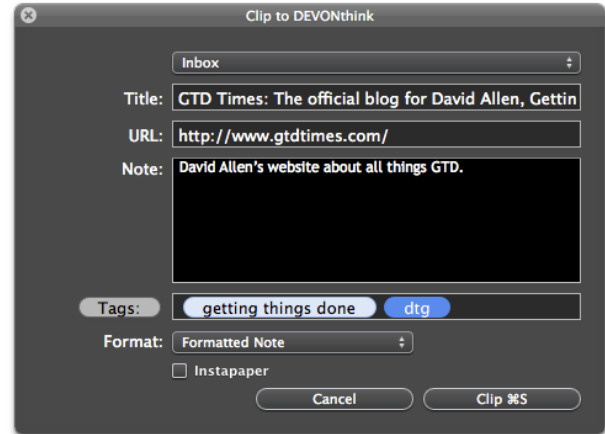 Clip to DEVONthink
Inbox
Title: GTD Times: The official blog for David Allen, Gettin
URL: http://www.gtdtimes.com/
Note: David Allen's website about all things GTD.
Tags: getting things done dtg
Format: Formatted Note
Instapaper
Cancel Clip ⌘S